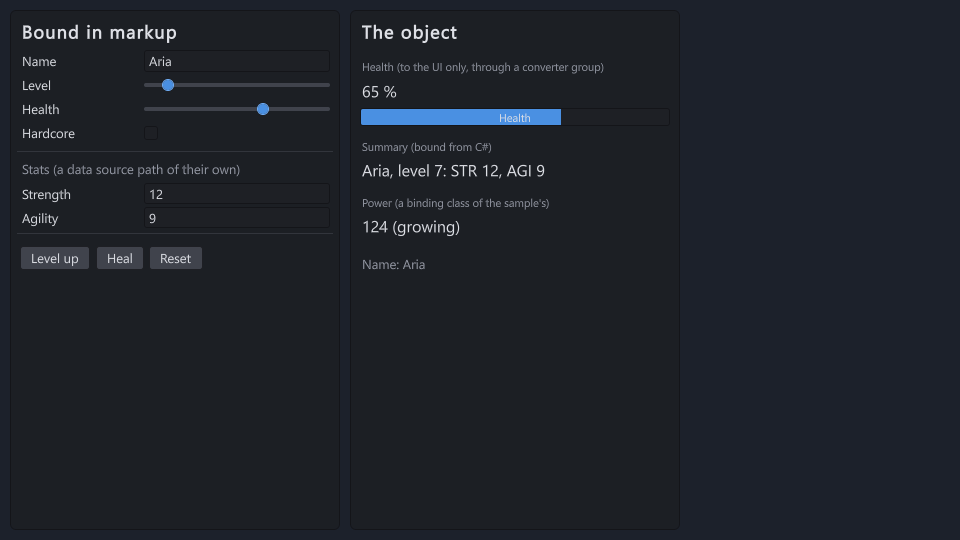 Bound in markup
Name
Aria
Level
Health
Hardcore
Stats (a data source path of their own)
Strength
12
Agility
9
Level up
Heal
Reset
The object
Health (to the UI only, through a converter group)
65 %
Health
Summary (bound from C#)
Aria, level 7: STR 12, AGI 9
Power (a binding class of the sample's)
124 (growing)
Name: Aria